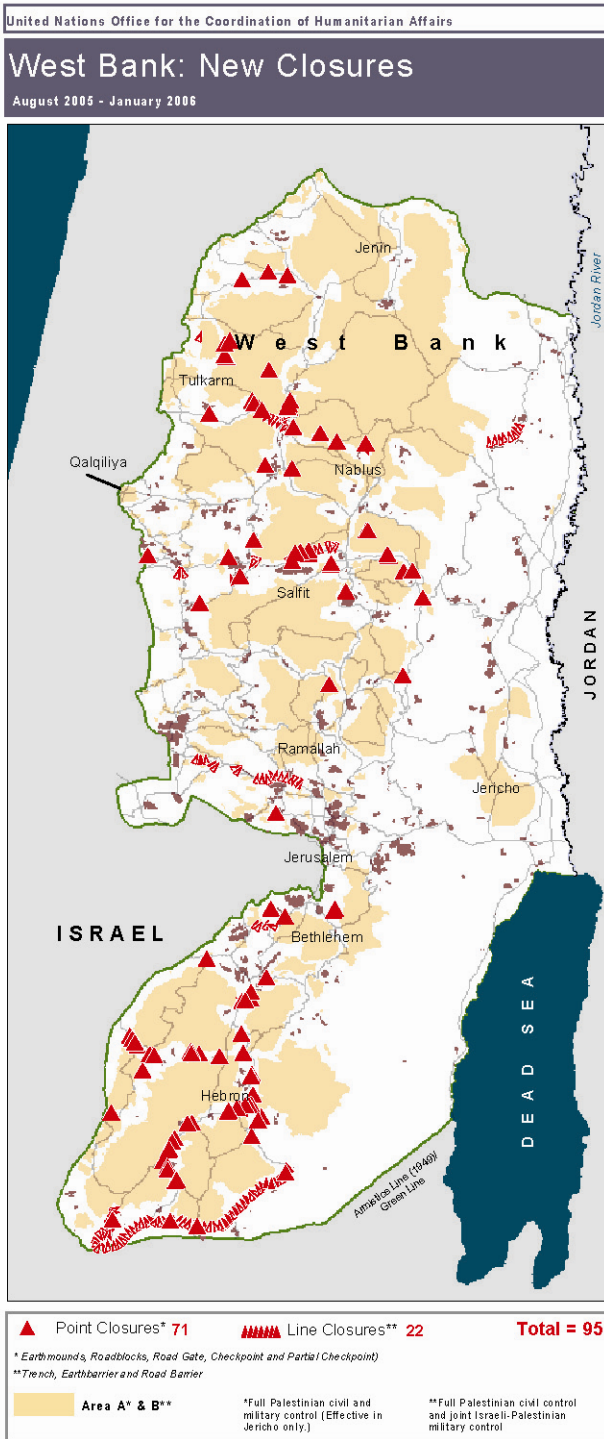 United Nations Office for the Coordination of Humanitarian Affairs
West Bank: New Closures
August 2005 - January 2006
Jenin
Jordan River
West Bank
Tulkarm
Qalqiliya
Nablus
Salfit
JORDAN
Ramallah
Jericho
Jerusalem
ISRAEL
Bethlehem
DEAD SEA
Hebron
Armistice Line (1949)/
Green Line
Point Closures* 71 Line Closures** 22 Total = 95
* Earthmounds, Roadblocks, Road Gate, Checkpoint and Partial Checkpoint)
**Trench, Earthbarrier and Road Barrier
Area A* & B** *Full Palestinian civil and **Full Palestinian civil control
military control (Effective in and joint Israeli-Palestinian
Jericho only.) military control